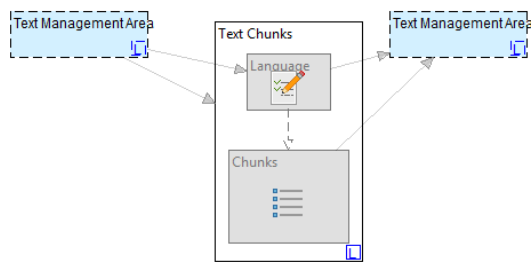 Text Management Area
Text Chunks
Text Management Area
Language
Chunks